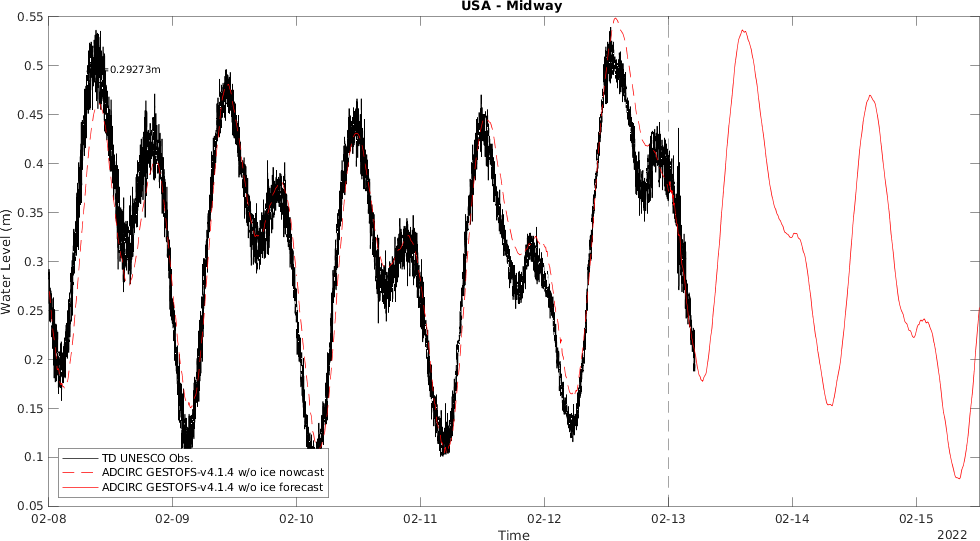 USA - Midway
0.55
0.5
0.45
0.4
0.35
0.3
0.25
0.2
0.15
0.1
0.05
Water Level (m)
=0.29273m
TD UNESCO Obs.
ADCIRC GESTOFS-v4.1.4 w/o ice nowcast
ADCIRC GESTOFS-v4.1.4 w/o ice forecast
02-08 02-09 02-10 02-11 02-12 02-13 02-14 02-15
Time
2022